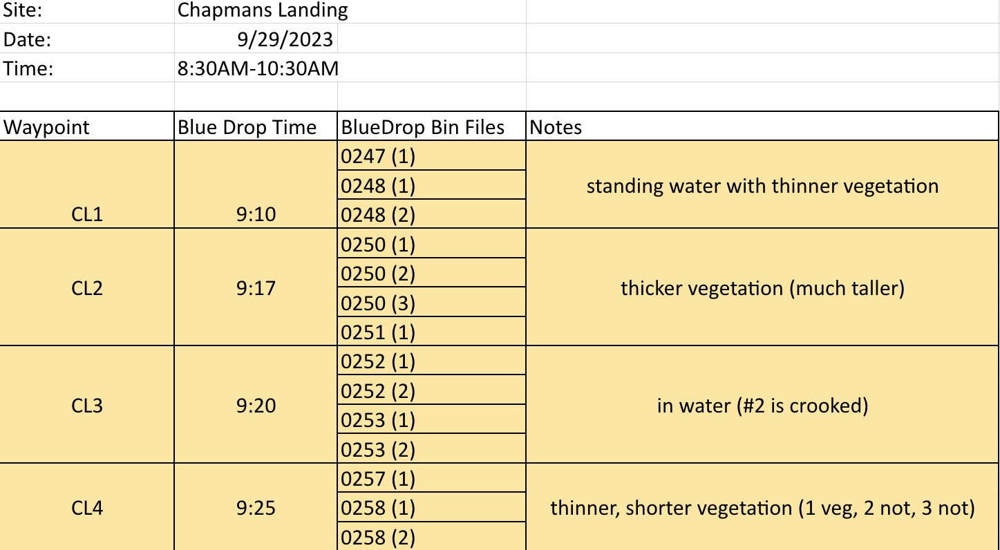 Site: Chapmans Landing
Date: 9/29/2023
Time: 8:30AM-10:30AM
Waypoint Blue Drop Time BlueDrop Bin Files Notes
0247 (1)
0248 (1) standing water with thinner vegetation
CL1 9:10 0248 (2)
0250 (1)
0250 (2)
CL2 9:17 thicker vegetation (much taller)
0250 (3)
0251 (1)
0252 (1)
0252 (2)
CL3 9:20 in water (#2 is crooked)
0253 (1)
0253 (2)
0257 (1)
CL4 9:25 0258 (1) thinner, shorter vegetation (1 veg, 2 not, 3 not)
0258 (2)